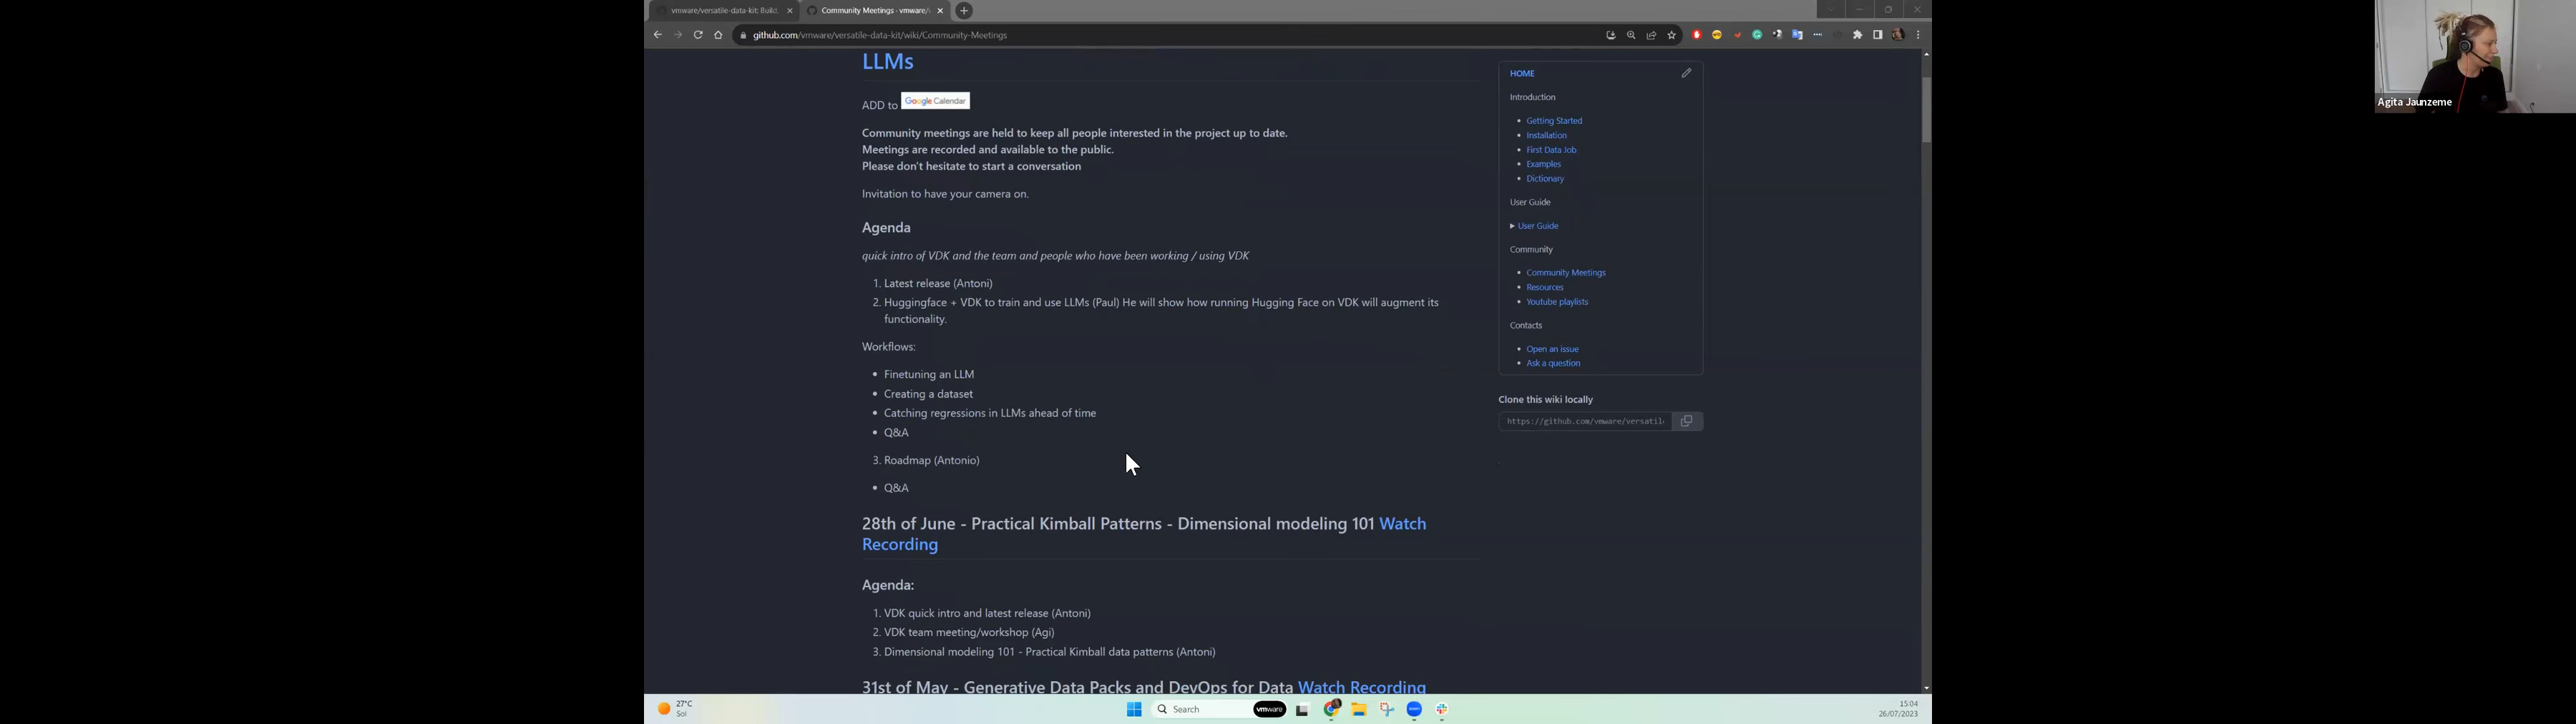 vmware/versatile-data-kit: Build,
Community Meetings · vmware/
github.com/vmware/versatile-data-kit/wiki/Community-Meetings
LLMs
ADD to Google Calendar
Community meetings are held to keep all people interested in the project up to date.
Meetings are recorded and available to the public.
Please don't hesitate to start a conversation
Invitation to have your camera on.
Agenda
quick intro of VDK and the team and people who have been working / using VDK
1. Latest release (Antoni)
2. Huggingface + VDK to train and use LLMs (Paul) He will show how running Hugging Face on VDK will augment its
functionality.
Workflows:
• Finetuning an LLM
• Creating a dataset
• Catching regressions in LLMs ahead of time
• Q&A
3. Roadmap (Antonio)
• Q&A
28th of June - Practical Kimball Patterns - Dimensional modeling 101 Watch
Recording
Agenda:
1. VDK quick intro and latest release (Antoni)
2. VDK team meeting/workshop (Agi)
3. Dimensional modeling 101 - Practical Kimball data patterns (Antoni)
31st of May - Generative Data Packs and DevOps for Data Watch Recording
HOME
Introduction
• Getting Started
• Installation
• First Data Job
• Examples
• Dictionary
User Guide
▸ User Guide
Community
• Community Meetings
• Resources
• Youtube playlists
Contacts
• Open an issue
• Ask a question
Clone this wiki locally
https://github.com/vmware/versatil
Agita Jaunzeme
27°C
Sol
Search
vmware
15:04
26/07/2023